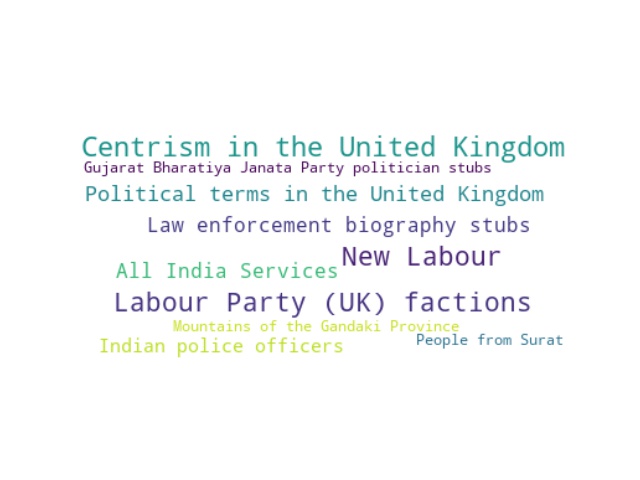 Centrism in the United Kingdom
Gujarat Bharatiya Janata Party politician stubs
Political terms in the United Kingdom
Law enforcement biography stubs
New Labour
All India Services
Labour Party (UK) factions
Mountains of the Gandaki Province
People from Surat
Indian police officers